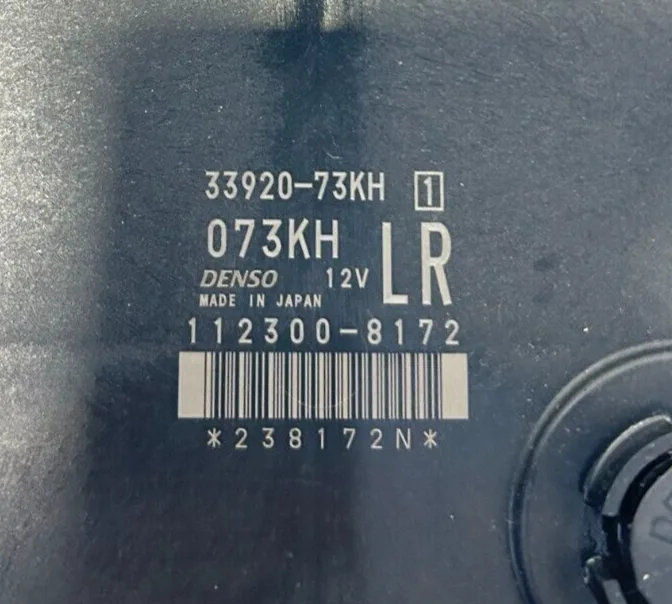 33920-73KH 1
073KH LR
DENSO 12V
MADE IN JAPAN
112300-8172
*238172N*